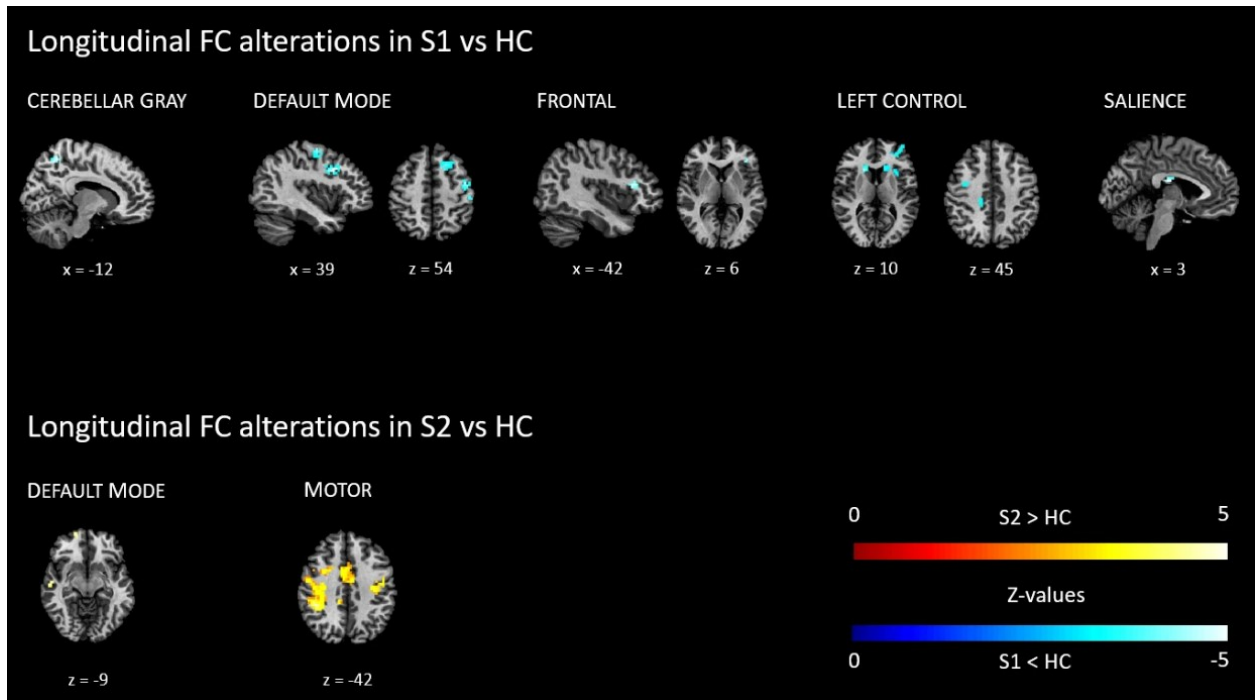 Longitudinal FC alterations in S1 vs HC
CEREBELLAR GRAY DEFAULT MODE FRONTAL LEFT CONTROL SALIENCE
x = -12 x = 39 z = 54 x = -42 z = 6 z = 10 z = 45 x = 3
Longitudinal FC alterations in S2 vs HC
DEFAULT MODE MOTOR
0 S2 > HC 5
Z-values
0 S1 < HC -5
z = -9 z = -42